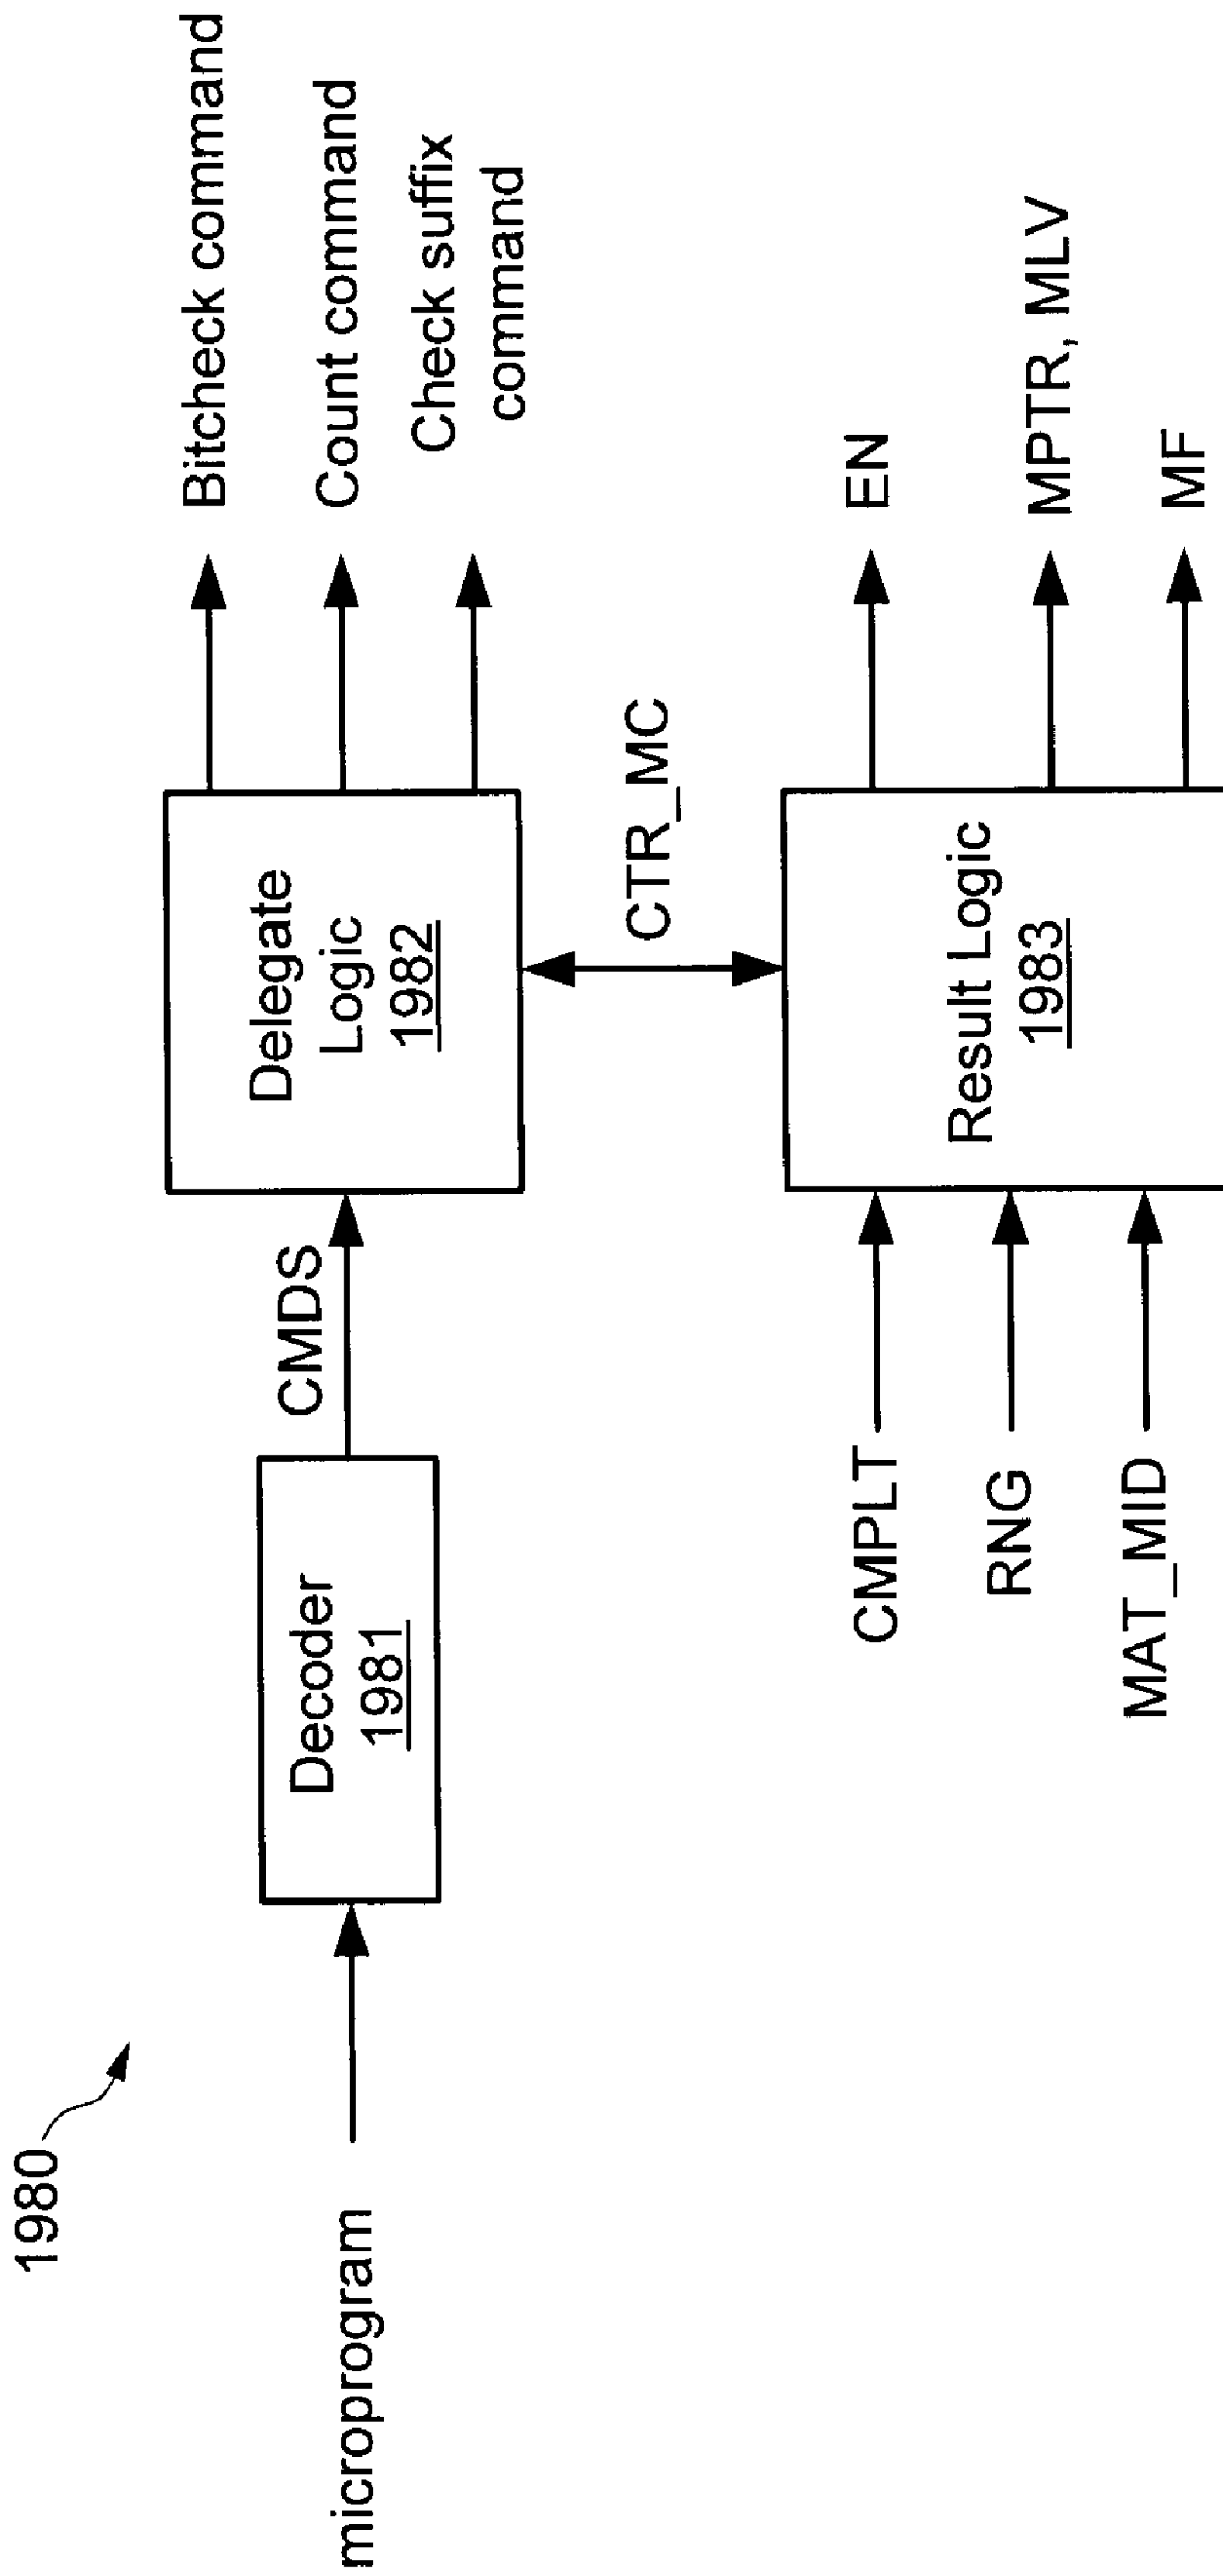 1980
microprogram
Decoder
1981
CMDS
Delegate
Logic
1982
Bitcheck command
Count command
Check suffix
command
CTR_MC
CMPLT
RNG
MAT_MID
Result Logic
1983
EN
MPTR, MLV
MF